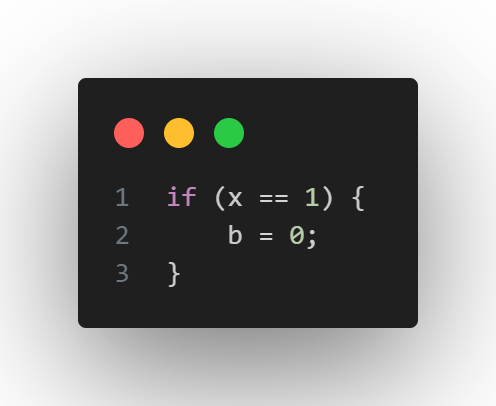 1 if (x == 1) {
2     b = 0;
3 }